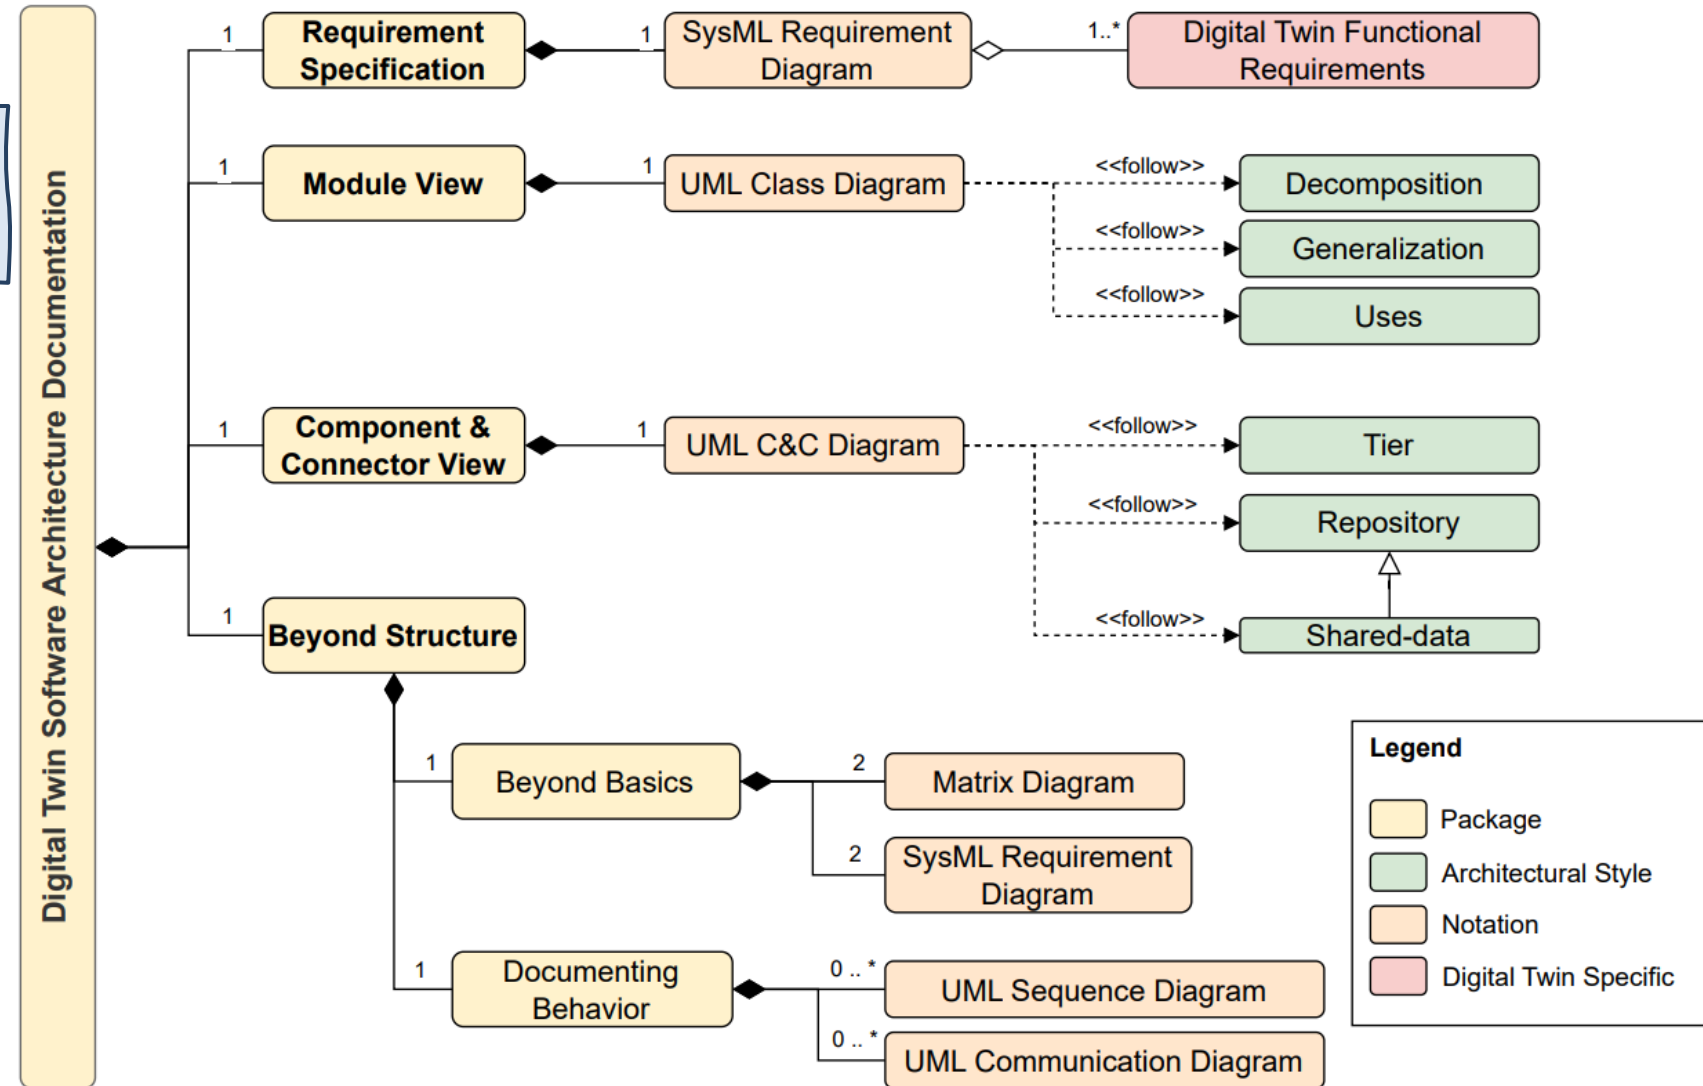 Digital Twin Software Architecture Documentation
1
Requirement
Specification
1
SysML Requirement
Diagram
1..*
Digital Twin Functional
Requirements
1
Module View
1
UML Class Diagram
<<follow>>
Decomposition
<<follow>>
Generalization
<<follow>>
Uses
1
Component &
Connector View
1
UML C&C Diagram
<<follow>>
Tier
<<follow>>
Repository
<<follow>>
Shared-data
1
Beyond Structure
1
Beyond Basics
2
Matrix Diagram
2
SysML Requirement
Diagram
1
Documenting
Behavior
0 .. *
UML Sequence Diagram
0 .. *
UML Communication Diagram
Legend
Package
Architectural Style
Notation
Digital Twin Specific